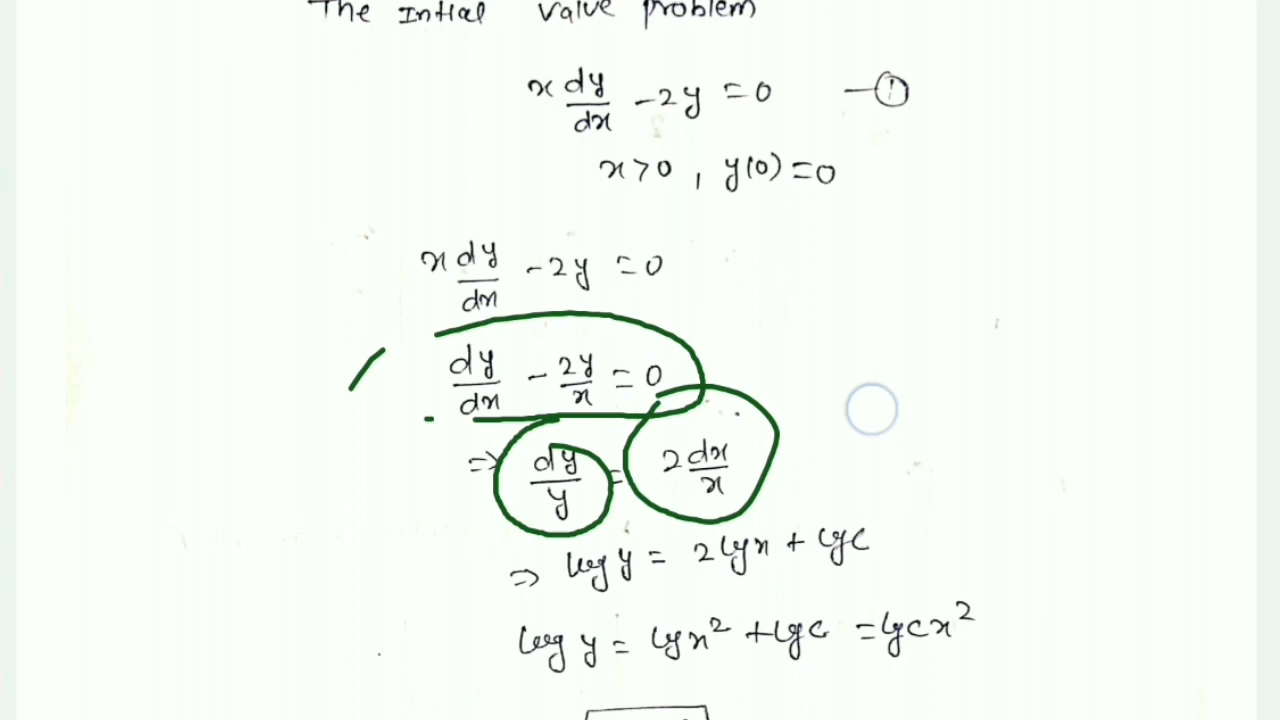 The Initial value problem
x dy/dx - 2y = 0 — ①
x > 0 , y(0) = 0
x dy/dx - 2y = 0
dy/dx - 2y/x = 0
⇒ dy/y = 2 dx/x
⇒ log y = 2 log x + log c
log y = log x² + log c = log c x²